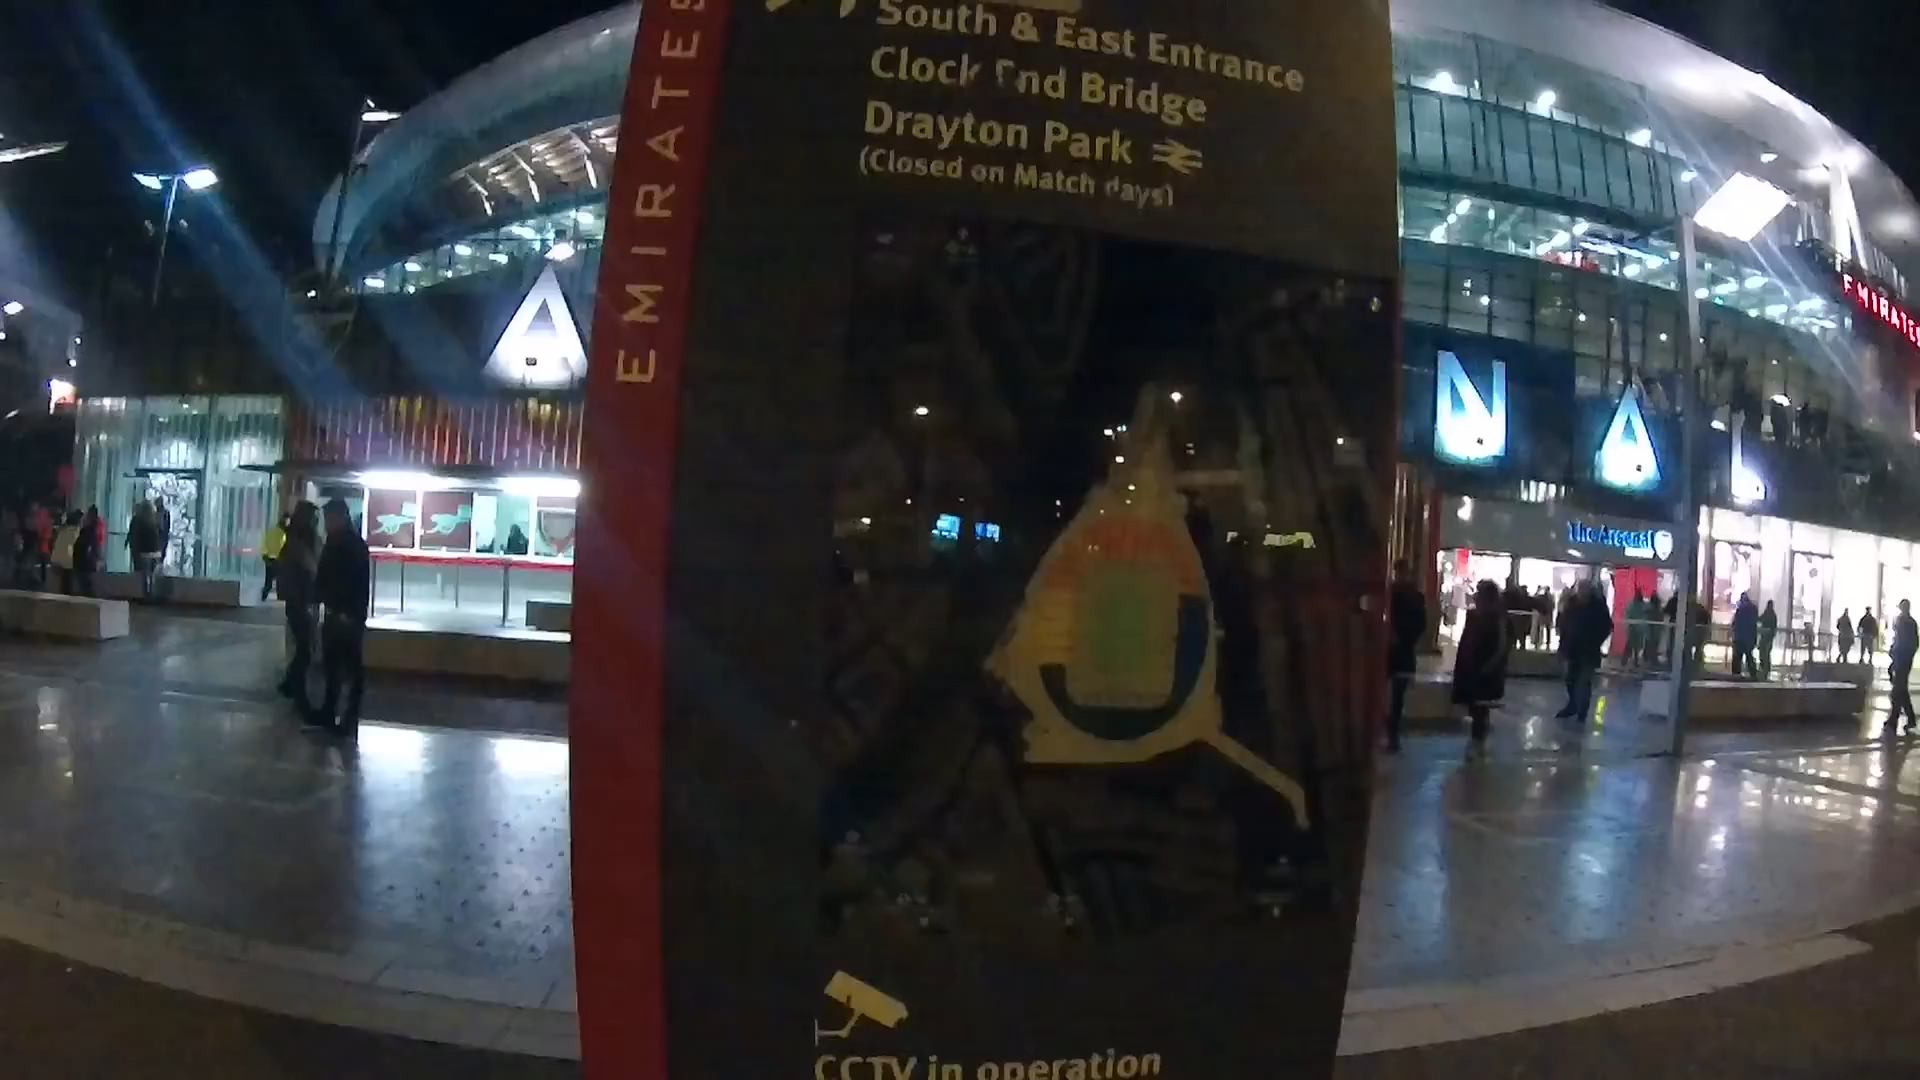 EMIRATES
South & East Entrance
Clock End Bridge
Drayton Park
(Closed on Match days)
CCTV in operation
A
N
A
L
The Arsenal
EMIRATES